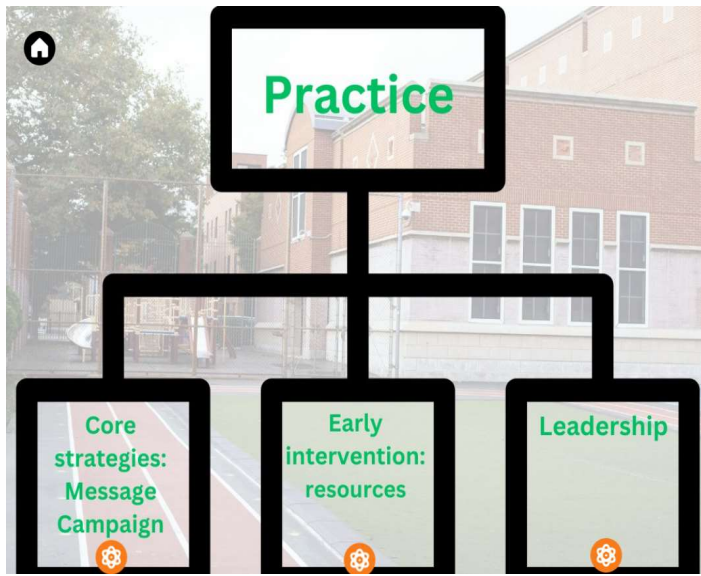 Practice
Core
strategies:
Message
Campaign
Early
intervention:
resources
Leadership